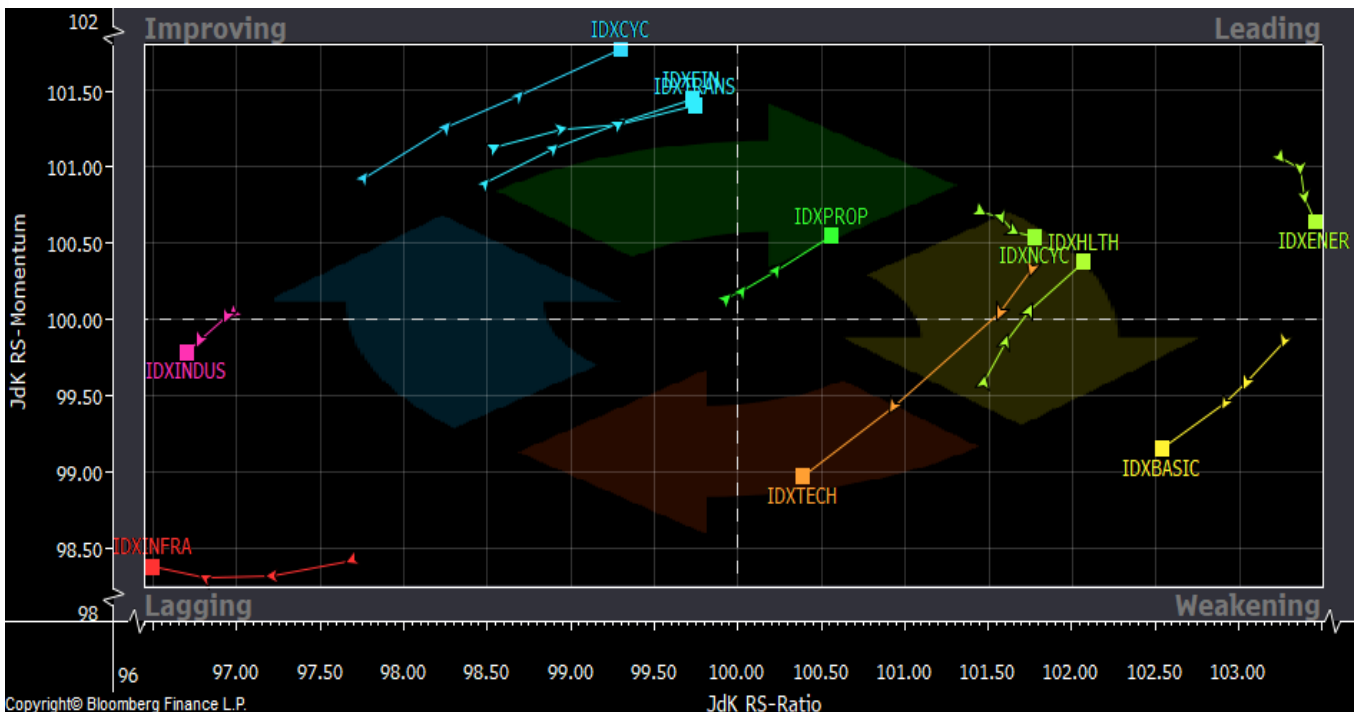 102
Improving
IDXCYC
Leading
IDXFIN
IDXTRANS
101.50
101.00
IDXPROP
100.50
IDXHLTH
IDXNCYC
IDXENER
JdK RS-Momentum
100.00
IDXINDUS
99.50
IDXBASIC
99.00
IDXTECH
98.50
IDXINFRA
98
Lagging
Weakening
96
97.00
97.50
98.00
98.50
99.00
99.50
100.00
100.50
101.00
101.50
102.00
102.50
103.00
JdK RS-Ratio
Copyright© Bloomberg Finance L.P.